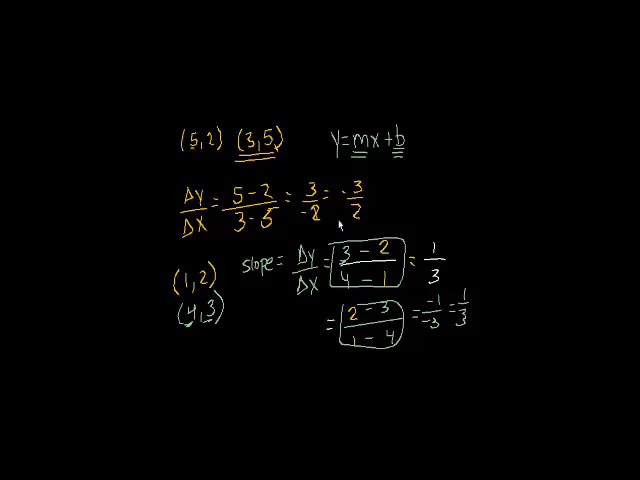 (5,2) (3,5) y=mx+b
Δy/Δx = 5-2/3-5 = 3/-2 = -3/2
slope = Δy/Δx = 3-2/4-1 = 1/3
(1,2)
(4,3)
= 2-3/1-4 = -1/-3 = 1/3